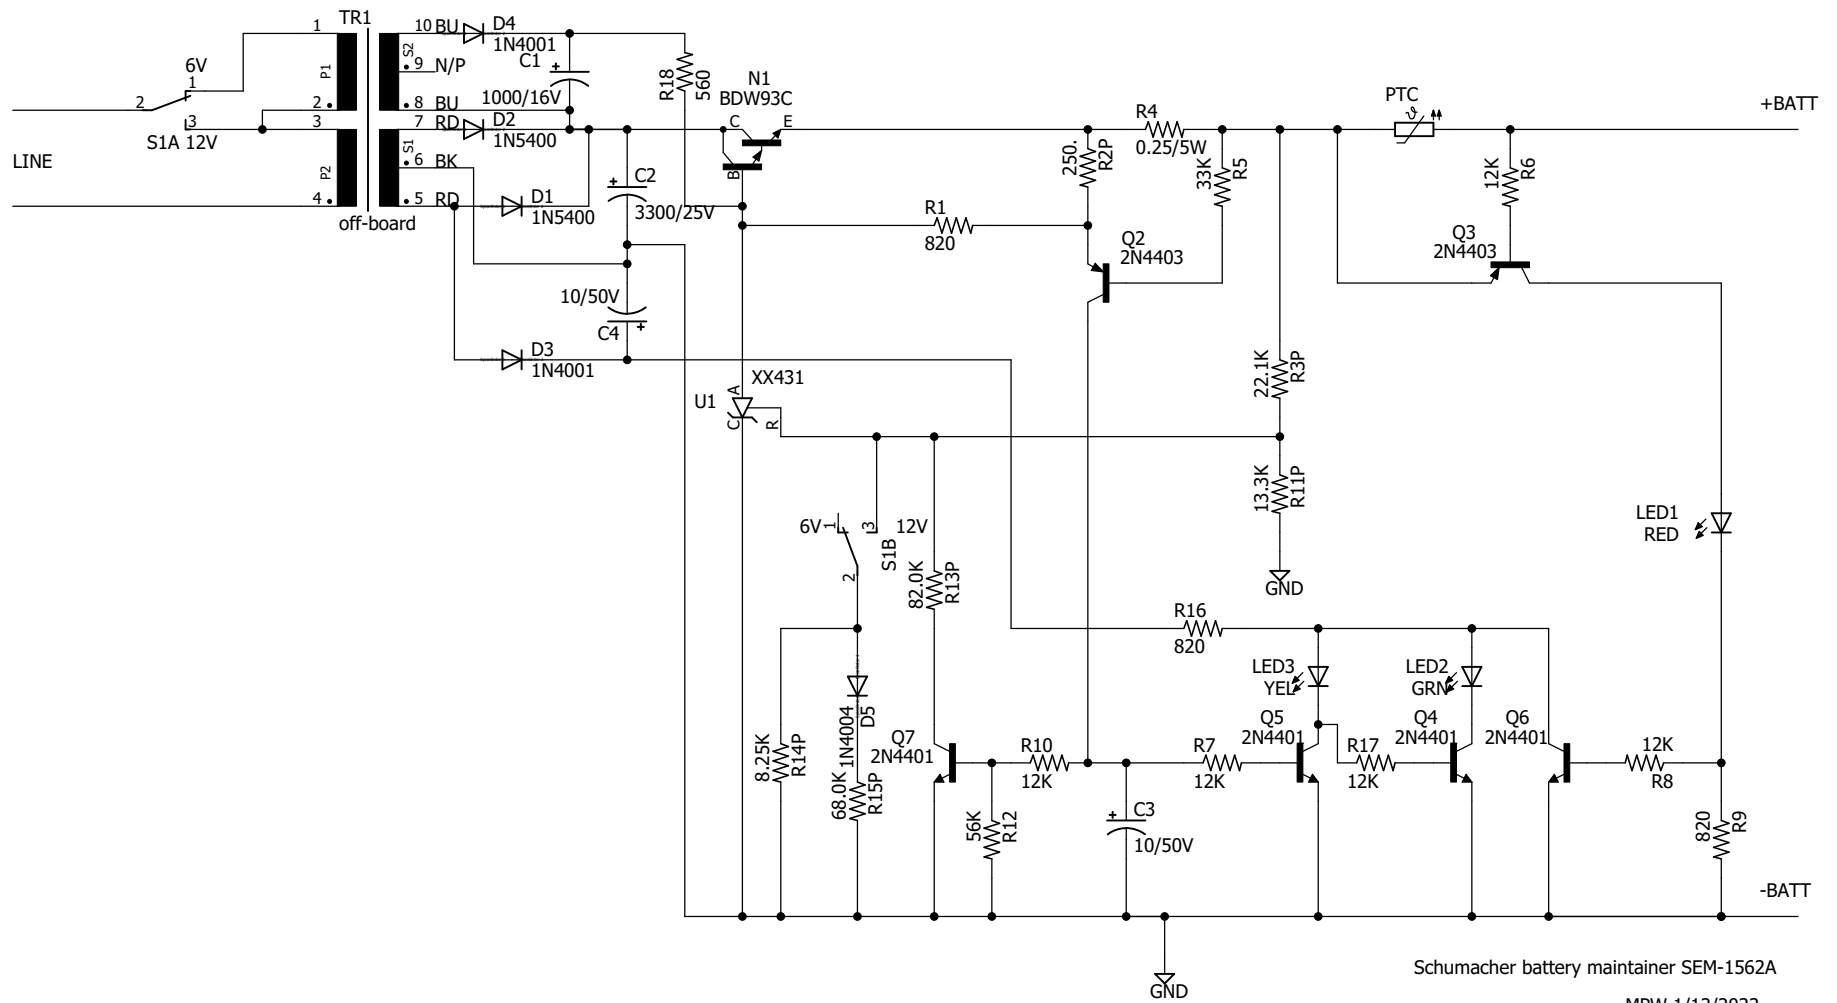 TR1
1
10 BU
D4
1N4001
S2
C1
P1
9 N/P
6V
1
2
2
8 BU
1000/16V
R18
560
N1
BDW93C
C
E
B
3
S1A 12V
3
7 RD
D2
1N5400
LINE
P2
S1
6 BK
4
5 RD
D1
1N5400
off-board
C2
3300/25V
R1
820
250.
R2P
R4
0.25/5W
33K
R5
PTC
ϑ
+BATT
12K
R6
Q2
2N4403
Q3
2N4403
10/50V
C4
D3
1N4001
XX431
U1
A
C
R
22.1K
R3P
13.3K
R11P
GND
6V
1
3
12V
S1B
2
82.0K
R13P
LED1
RED
R16
820
LED3
YEL
LED2
GRN
8.25K
R14P
1N4004
D5
68.0K
R15P
Q7
2N4401
R10
12K
R7
12K
Q5
2N4401
R17
12K
Q4
2N4401
Q6
2N4401
12K
R8
56K
R12
C3
10/50V
820
R9
-BATT
GND
Schumacher battery maintainer SEM-1562A